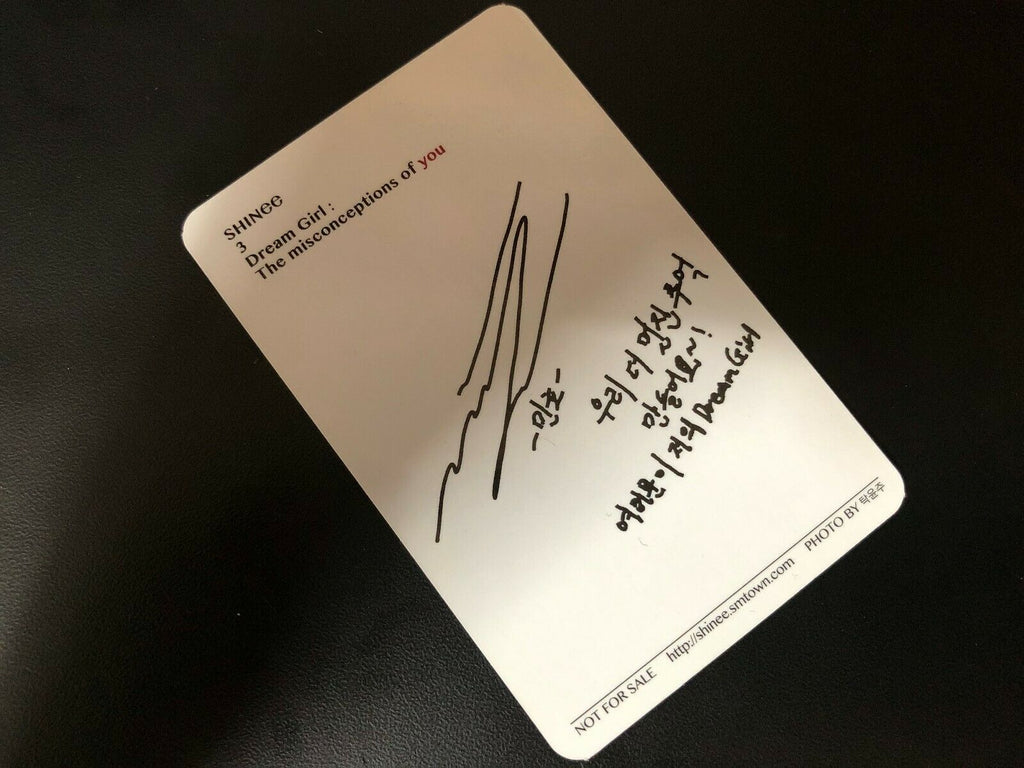 SHINee
3
Dream Girl :
The misconceptions of you
-민호-
우리 더 멋진 추억
만들어요~!
여러분이 저의 Dream Girl
NOT FOR SALE http://shinee.smtown.com PHOTO BY 탁윤주